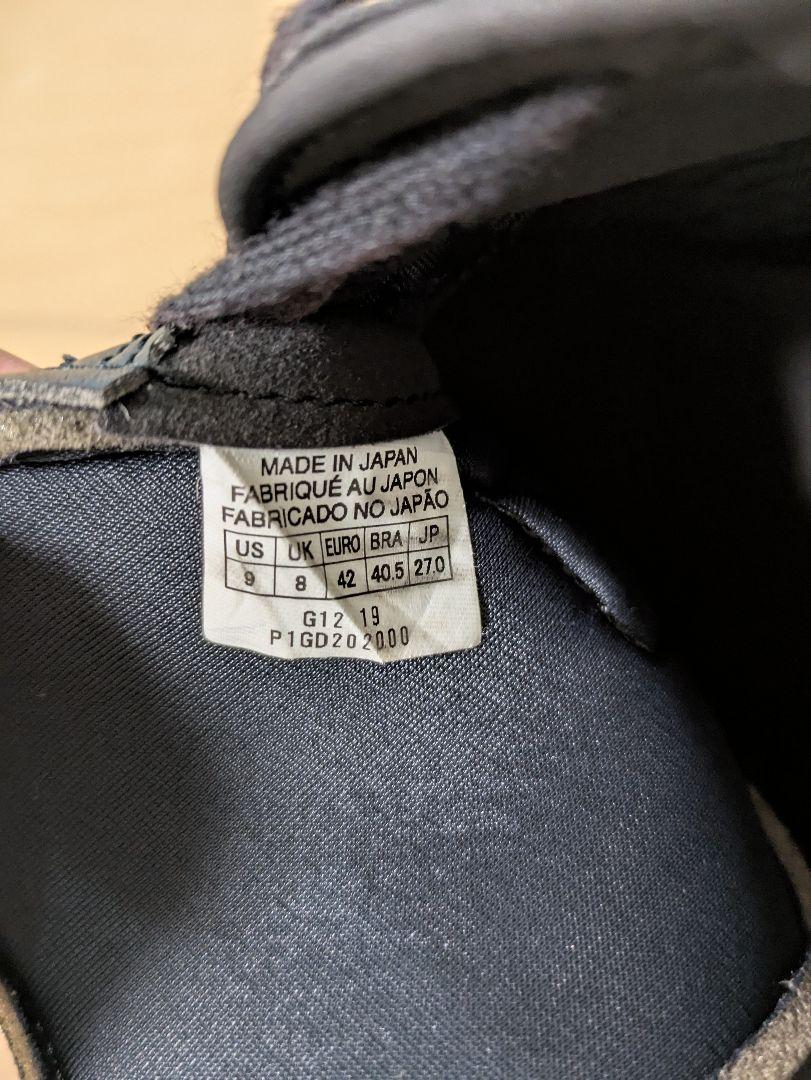 MADE IN JAPAN
FABRIQUÉ AU JAPON
FABRICADO NO JAPÃO
US UK EURO BRA JP
9 8 42 40.5 27.0
G12 19
P1GD202000